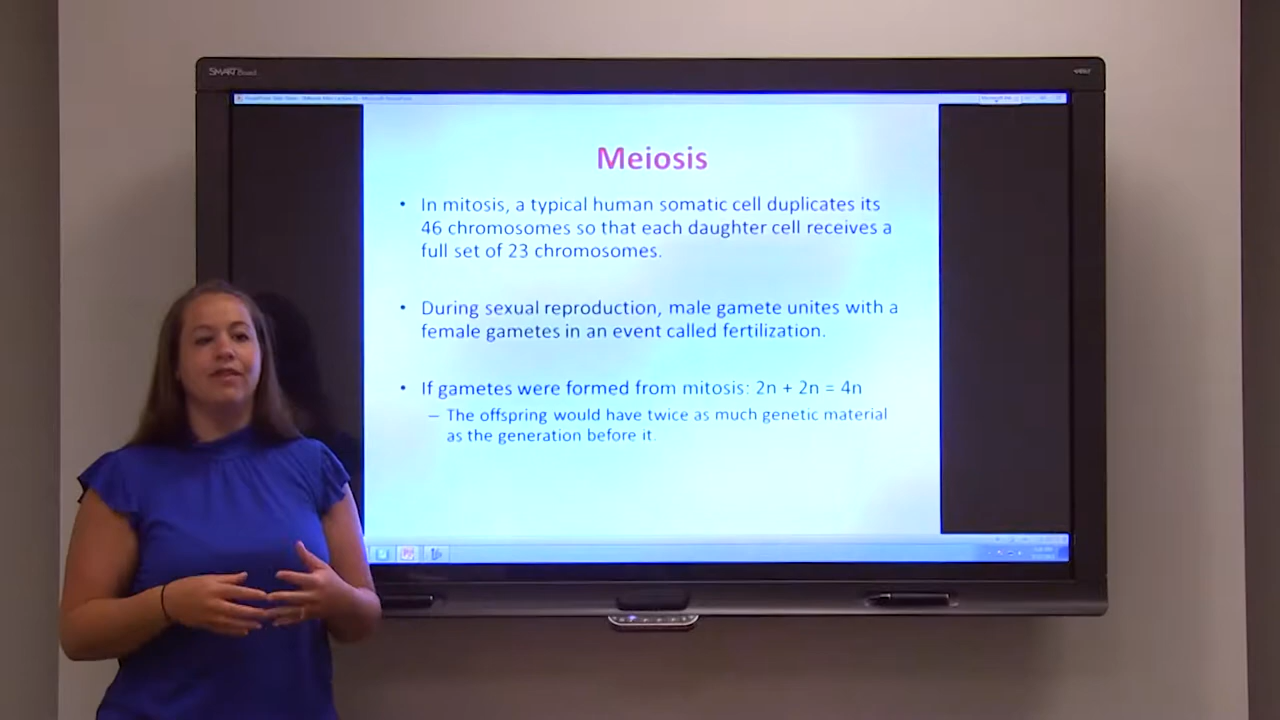 SMART Board
Meiosis
• In mitosis, a typical human somatic cell duplicates its
46 chromosomes so that each daughter cell receives a
full set of 23 chromosomes.
• During sexual reproduction, male gamete unites with a
female gametes in an event called fertilization.
• If gametes were formed from mitosis: 2n + 2n = 4n
– The offspring would have twice as much genetic material
as the generation before it.